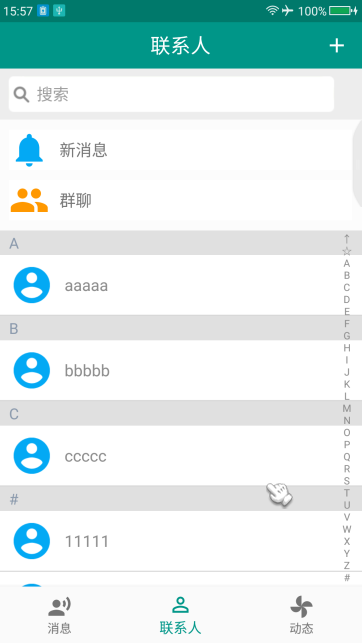 15:57 100%
联系人 +
搜索
新消息
群聊
A
aaaaa
B
bbbbb
C
ccccc
#
11111
↑
☆
A
B
C
D
E
F
G
H
I
J
K
L
M
N
O
P
Q
R
S
T
U
V
W
X
Y
Z
#
消息 联系人 动态